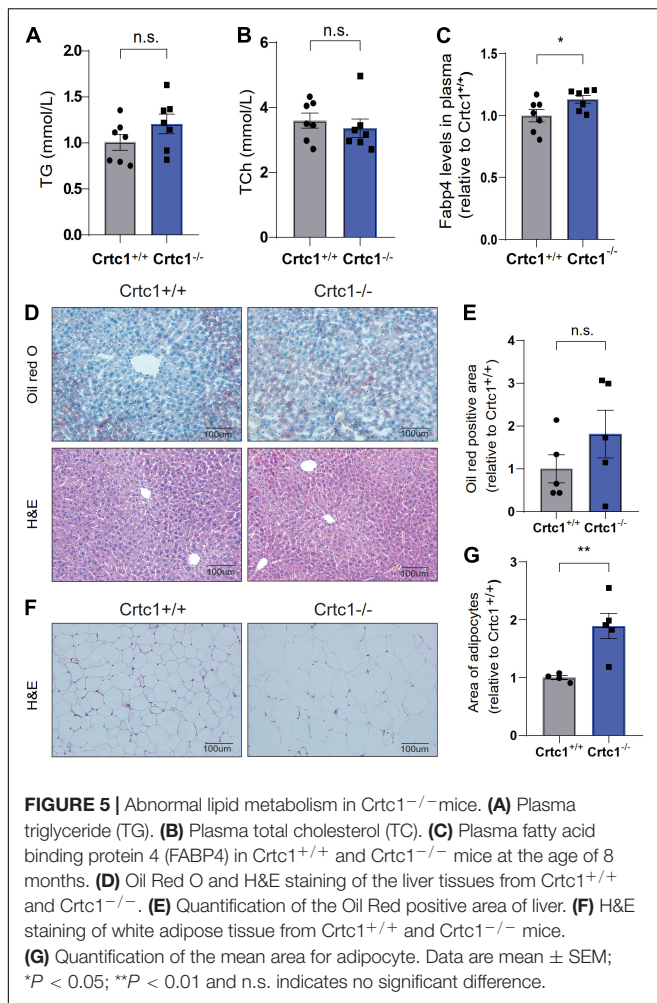 A
n.s.
TG (mmol/L)
2.0
1.5
1.0
0.5
0.0
Crtc1+/+ Crtc1-/-
B
n.s.
TCh (mmol/L)
6
4
2
0
Crtc1+/+ Crtc1-/-
C
*
Fabp4 levels in plasma
(relative to Crtc1+/+)
1.5
1.0
0.5
0.0
Crtc1+/+ Crtc1-/-
D
Crtc1+/+ Crtc1-/-
Oil red O
100um 100um
H&E
100um 100um
E
n.s.
Oil red positive area
(relative to Crtc1+/+)
4
3
2
1
0
Crtc1+/+ Crtc1-/-
F
Crtc1+/+ Crtc1-/-
H&E
100um 100um
G
**
Area of adipocytes
(relative to Crtc1+/+)
3
2
1
0
Crtc1+/+ Crtc1-/-
FIGURE 5 | Abnormal lipid metabolism in Crtc1−/−mice. (A) Plasma
triglyceride (TG). (B) Plasma total cholesterol (TC). (C) Plasma fatty acid
binding protein 4 (FABP4) in Crtc1+/+ and Crtc1−/− mice at the age of 8
months. (D) Oil Red O and H&E staining of the liver tissues from Crtc1+/+
and Crtc1−/−. (E) Quantification of the Oil Red positive area of liver. (F) H&E
staining of white adipose tissue from Crtc1+/+ and Crtc1−/− mice.
(G) Quantification of the mean area for adipocyte. Data are mean ± SEM;
*P < 0.05; **P < 0.01 and n.s. indicates no significant difference.